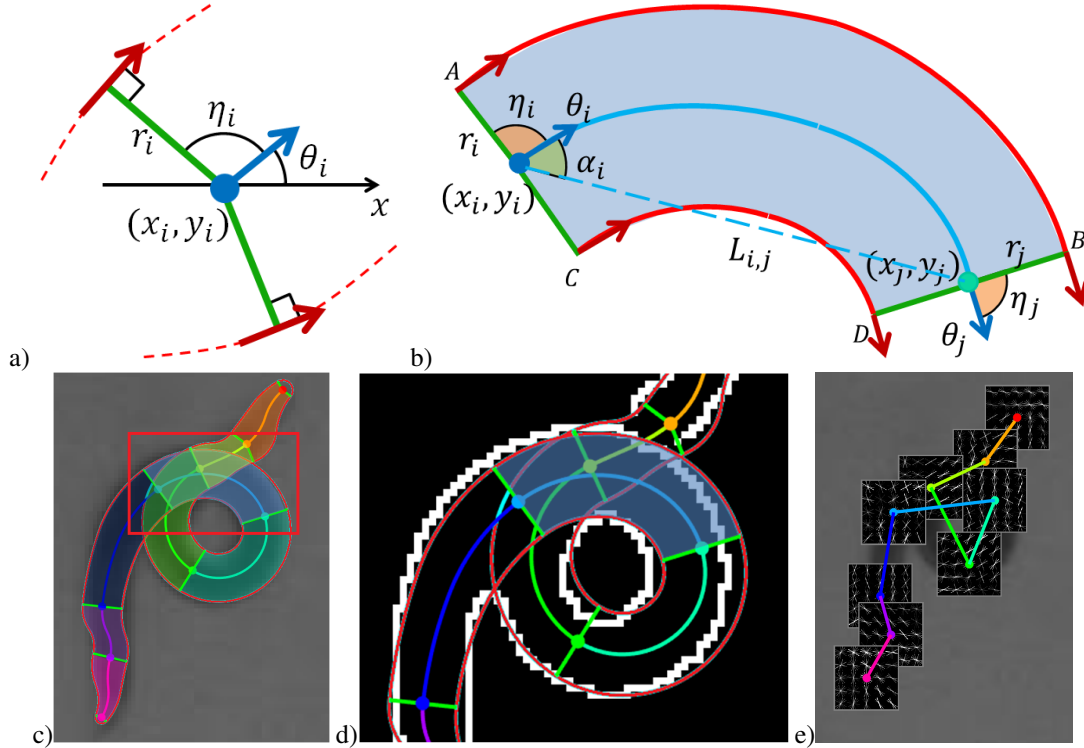 a)
r_i
η_i
θ_i
x
(x_i, y_i)
b)
A
η_i
θ_i
r_i
α_i
(x_i, y_i)
C
L_{i,j}
(x_j, y_j)
r_j
B
η_j
D
θ_j
c)
d)
e)